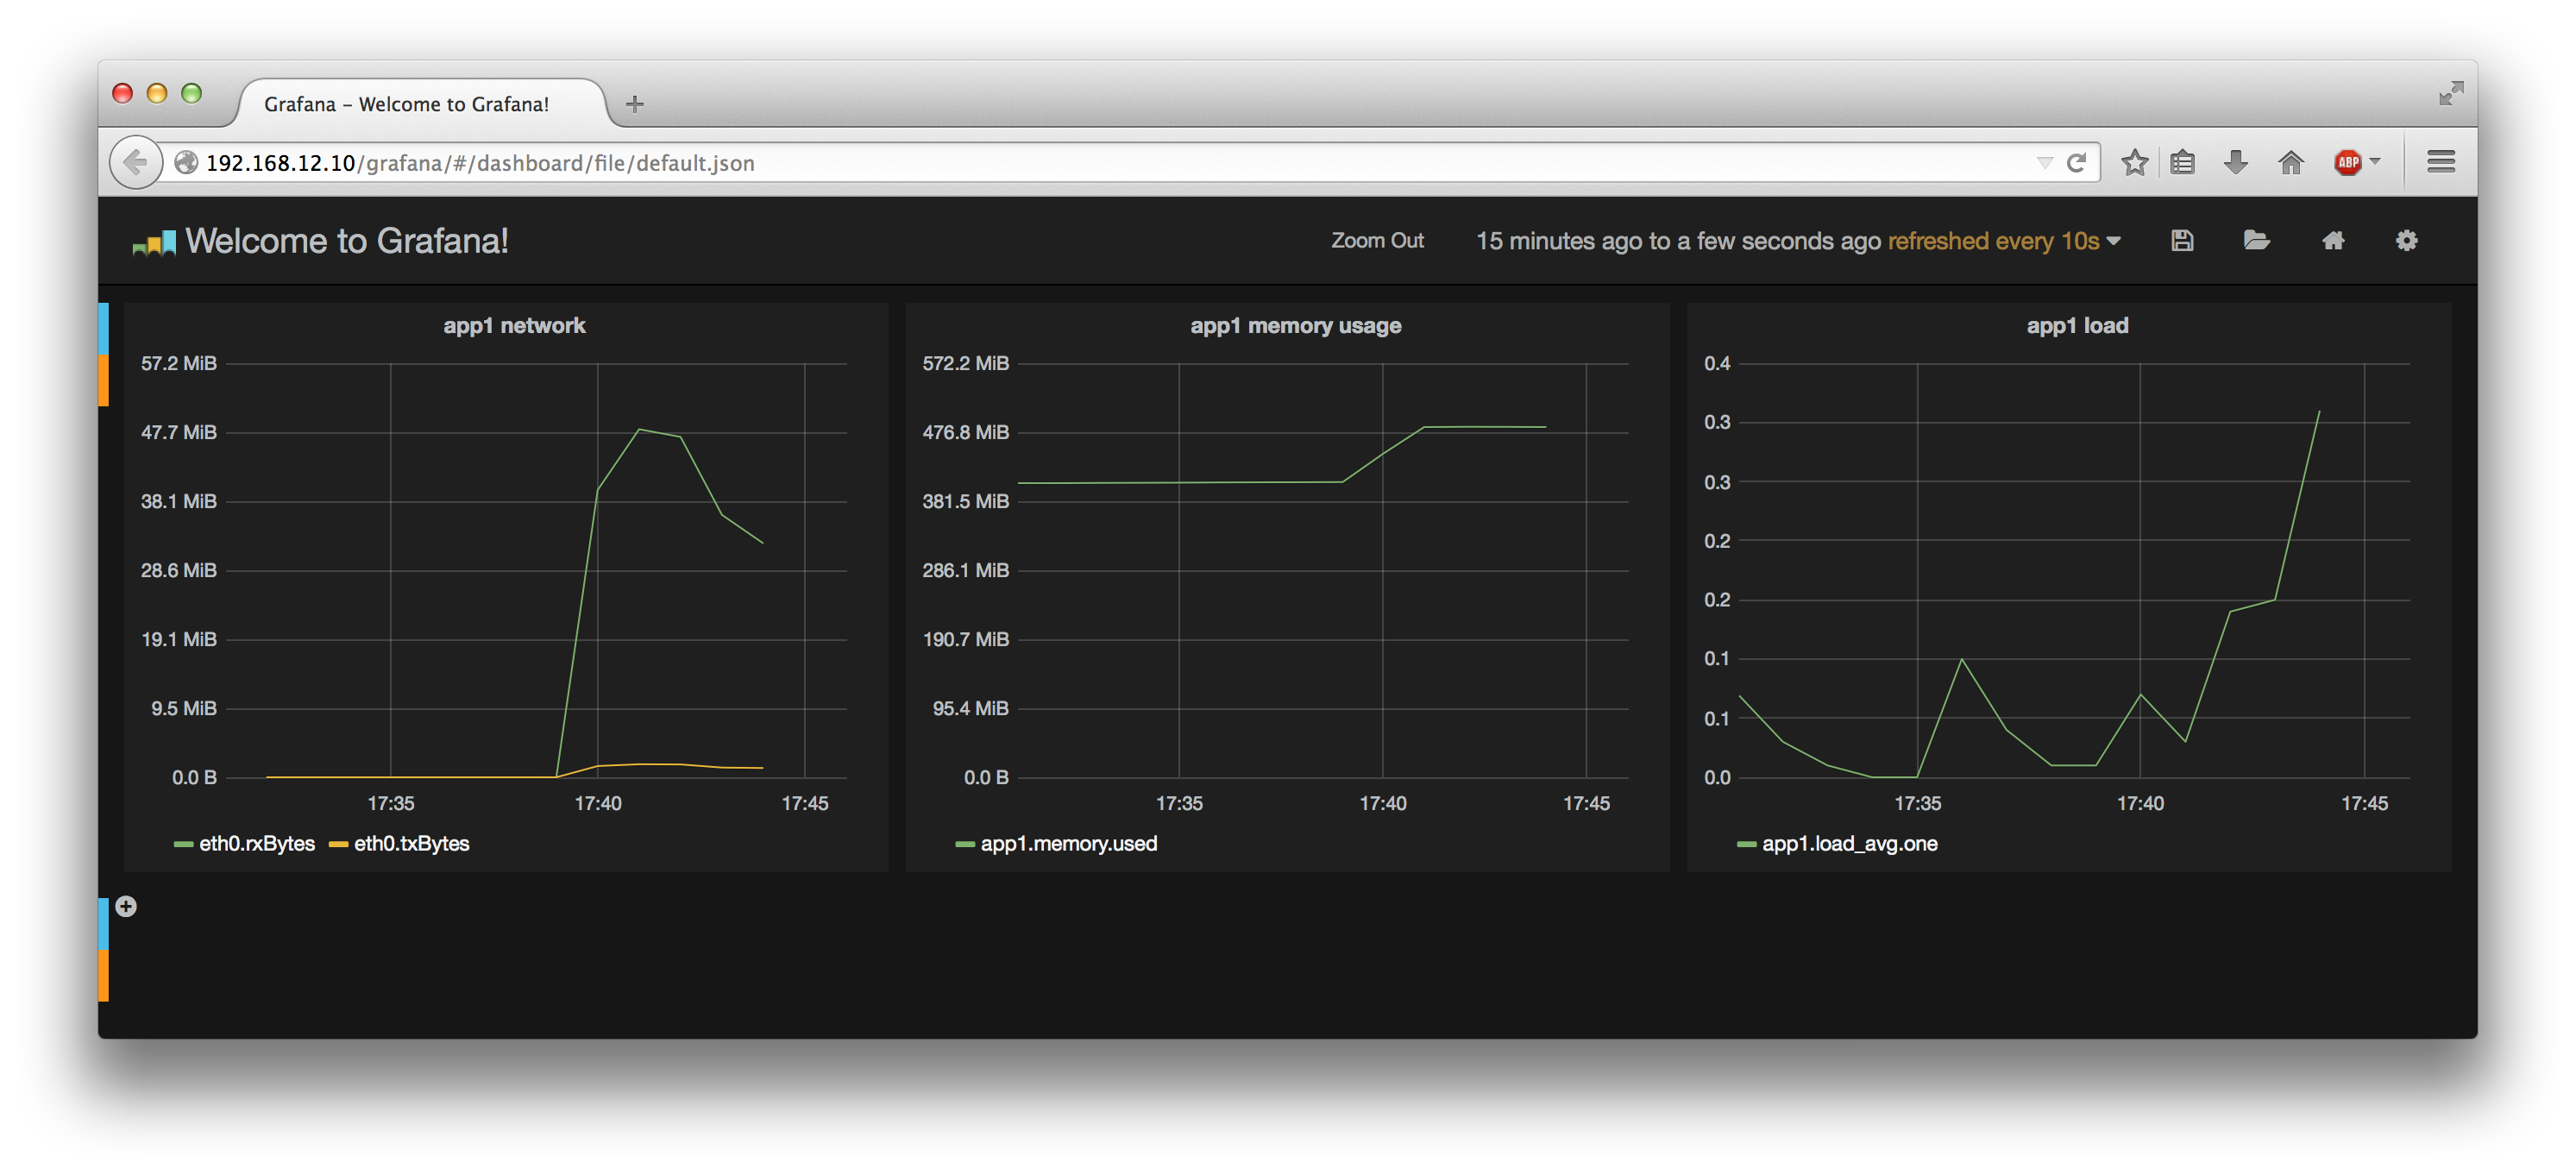 Grafana – Welcome to Grafana!
192.168.12.10/grafana/#/dashboard/file/default.json
ABP
Welcome to Grafana!
Zoom Out
15 minutes ago to a few seconds ago refreshed every 10s
app1 network
57.2 MiB
47.7 MiB
38.1 MiB
28.6 MiB
19.1 MiB
9.5 MiB
0.0 B
17:35 17:40 17:45
eth0.rxBytes eth0.txBytes
app1 memory usage
572.2 MiB
476.8 MiB
381.5 MiB
286.1 MiB
190.7 MiB
95.4 MiB
0.0 B
17:35 17:40 17:45
app1.memory.used
app1 load
0.4
0.3
0.3
0.2
0.2
0.1
0.1
0.0
17:35 17:40 17:45
app1.load_avg.one